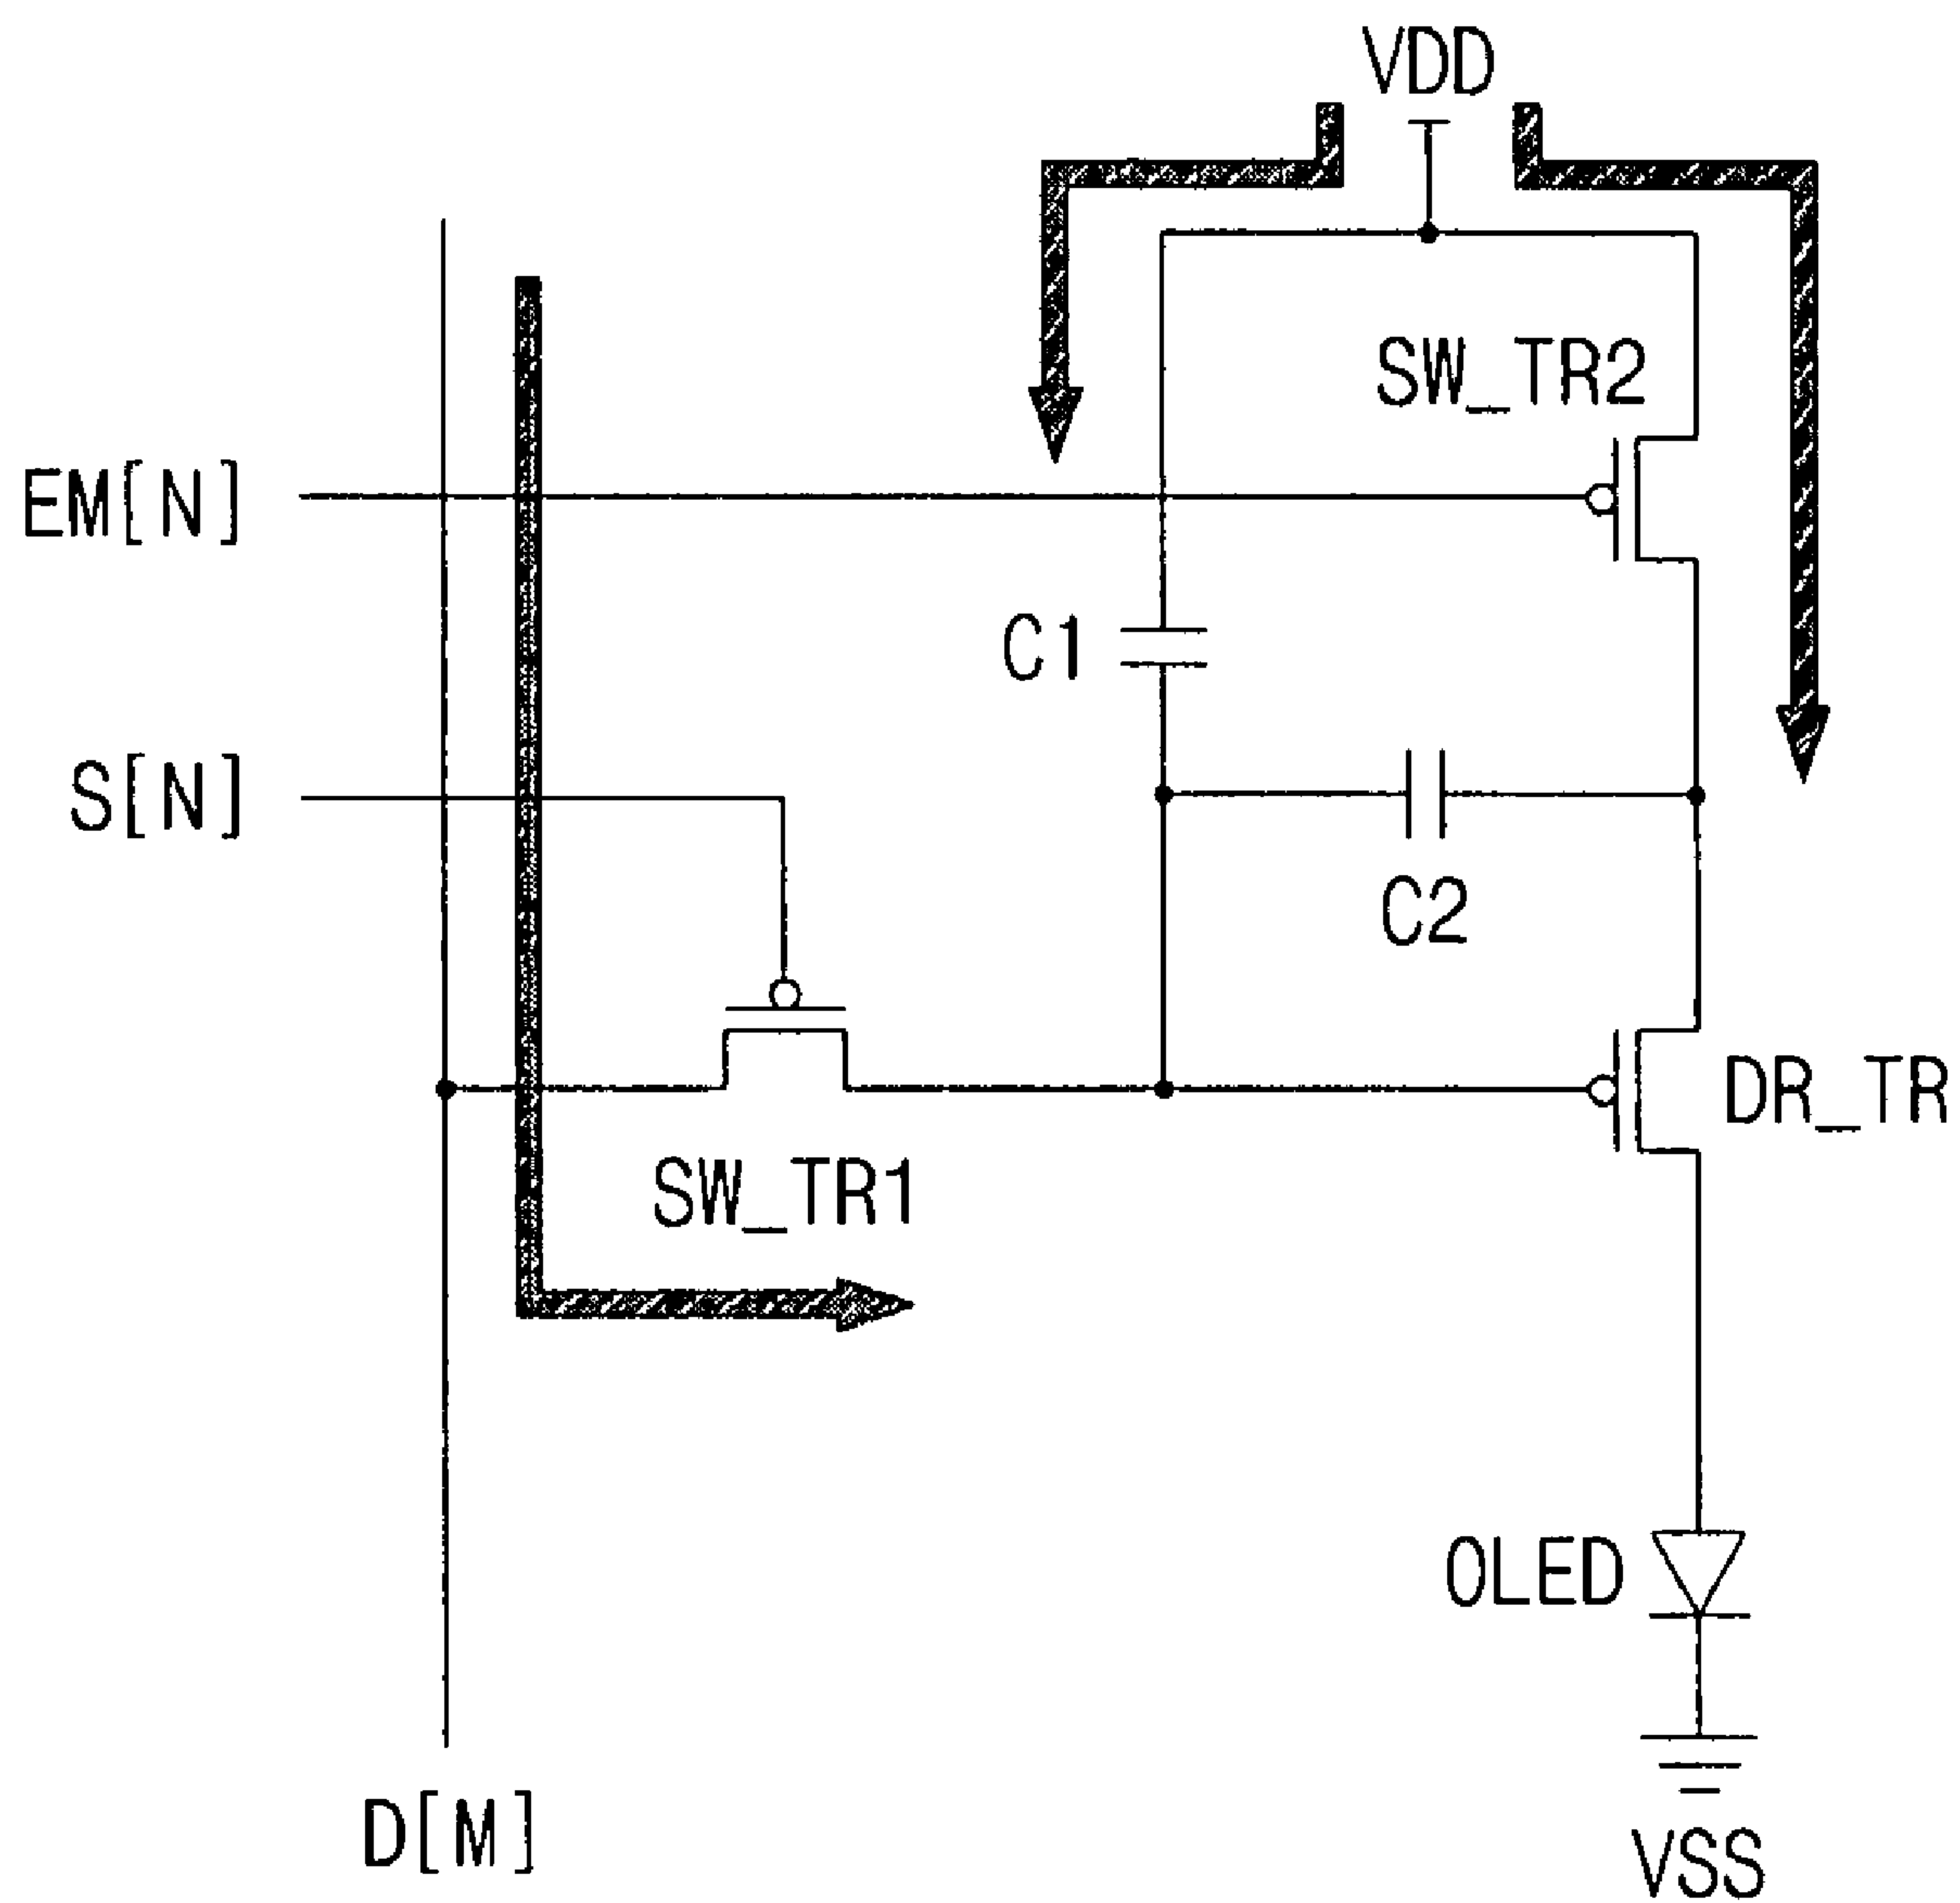 VDD
SW_TR2
EM[N]
C1
S[N]
C2
DR_TR
SW_TR1
OLED
D[M]
VSS